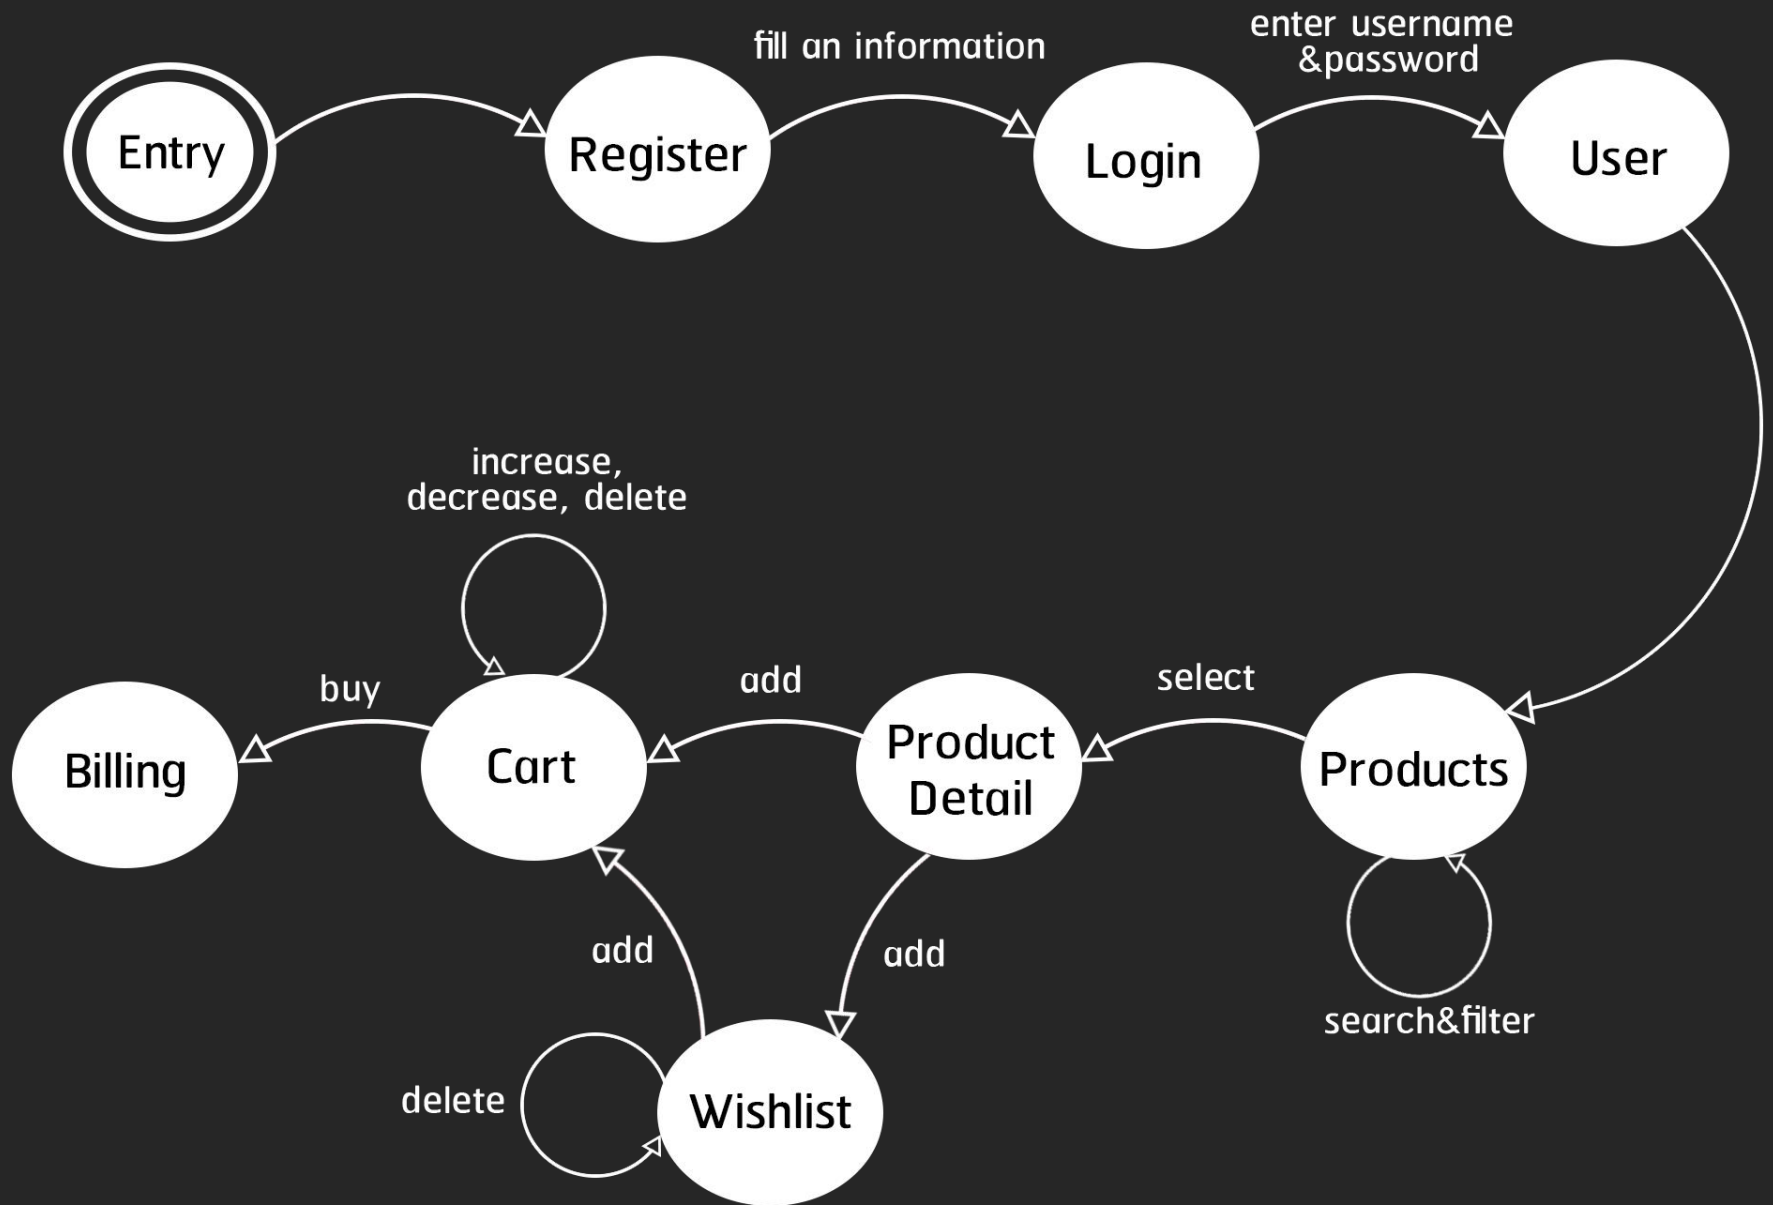 fill an information
enter username
&password
Entry
Register
Login
User
increase,
decrease, delete
buy
add
select
Billing
Cart
Product
Detail
Products
add
add
search&filter
delete
Wishlist